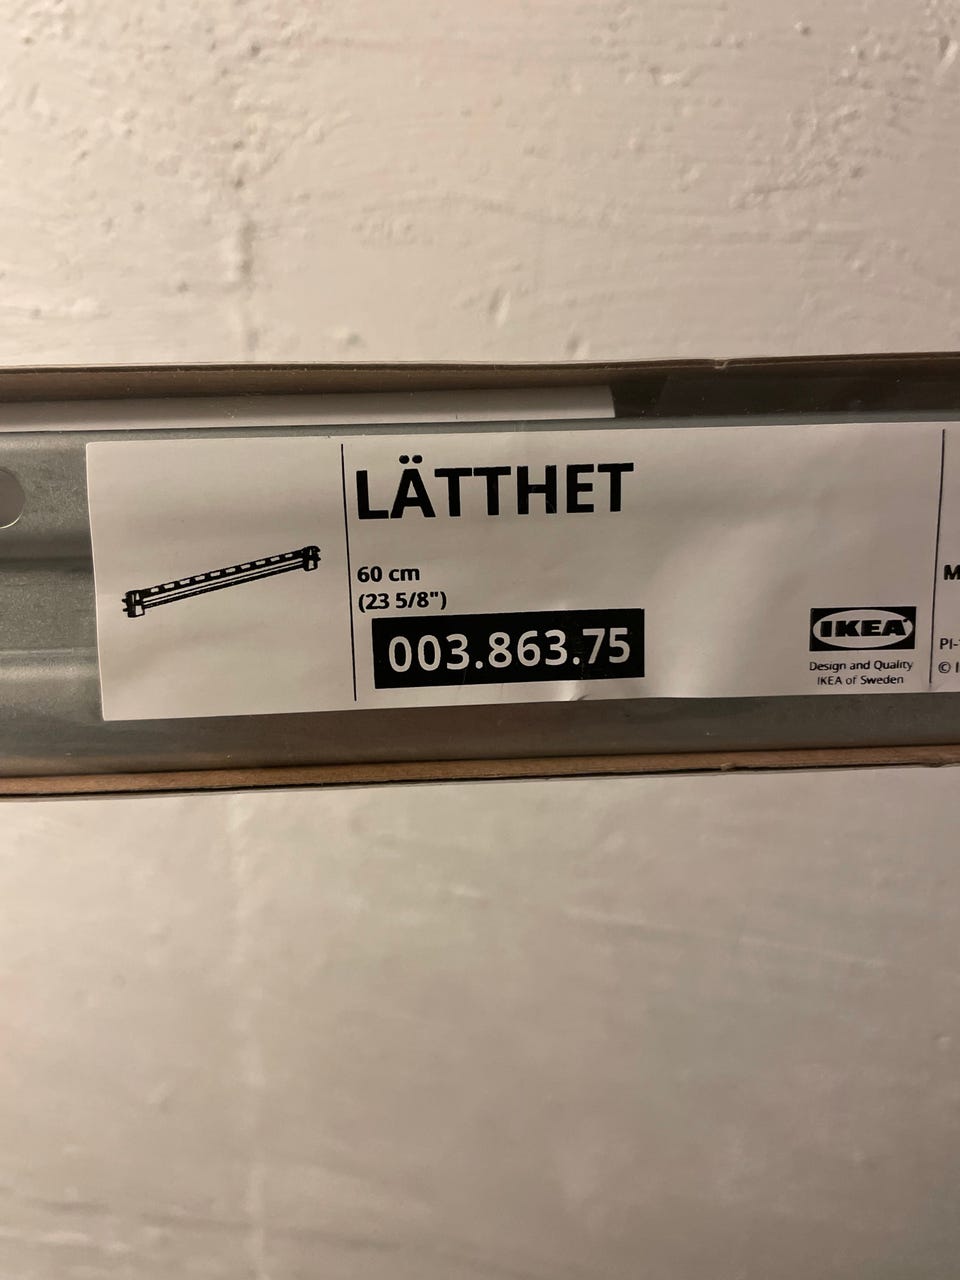 LÄTTHET
60 cm
(23 5/8")
003.863.75
IKEA
Design and Quality
IKEA of Sweden